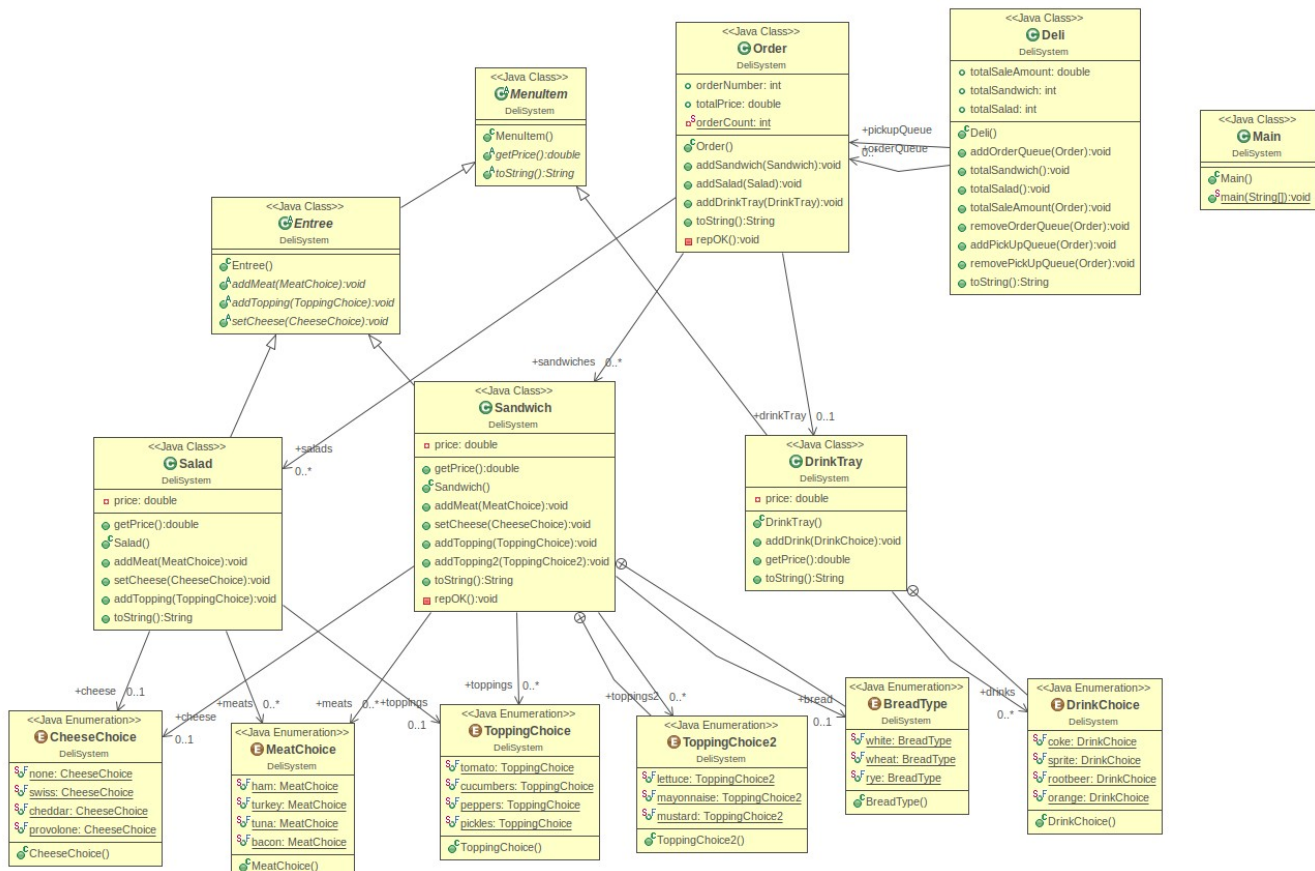 <<Java Class>>
MenuItem
DeliSystem
MenuItem()
getPrice():double
toString():String
<<Java Class>>
Order
DeliSystem
orderNumber: int
totalPrice: double
orderCount: int
Order()
addSandwich(Sandwich):void
addSalad(Salad):void
addDrinkTray(DrinkTray):void
toString():String
repOK():void
+pickupQueue
0..*
+orderQueue
<<Java Class>>
Deli
DeliSystem
totalSaleAmount: double
totalSandwich: int
totalSalad: int
Deli()
addOrderQueue(Order):void
totalSandwich():void
totalSalad():void
totalSaleAmount(Order):void
removeOrderQueue(Order):void
addPickUpQueue(Order):void
removePickUpQueue(Order):void
toString():String
<<Java Class>>
Main
DeliSystem
Main()
main(String[]):void
<<Java Class>>
Entree
DeliSystem
Entree()
addMeat(MeatChoice):void
addTopping(ToppingChoice):void
setCheese(CheeseChoice):void
+sandwiches 0..*
+salads
0..*
+drinkTray 0..1
<<Java Class>>
Salad
DeliSystem
price: double
getPrice():double
Salad()
addMeat(MeatChoice):void
setCheese(CheeseChoice):void
addTopping(ToppingChoice):void
toString():String
<<Java Class>>
Sandwich
DeliSystem
price: double
getPrice():double
Sandwich()
addMeat(MeatChoice):void
setCheese(CheeseChoice):void
addTopping(ToppingChoice):void
addTopping2(ToppingChoice2):void
toString():String
repOK():void
<<Java Class>>
DrinkTray
DeliSystem
price: double
DrinkTray()
addDrink(DrinkChoice):void
getPrice():double
toString():String
+cheese 0..1
+meats 0..*
+cheese
0..1
+meats 0..*
+toppings
0..1
+toppings 0..*
+toppings2 0..*
+bread
0..1
+drinks
0..*
<<Java Enumeration>>
CheeseChoice
DeliSystem
none: CheeseChoice
swiss: CheeseChoice
cheddar: CheeseChoice
provolone: CheeseChoice
CheeseChoice()
<<Java Enumeration>>
MeatChoice
DeliSystem
ham: MeatChoice
turkey: MeatChoice
tuna: MeatChoice
bacon: MeatChoice
MeatChoice()
<<Java Enumeration>>
ToppingChoice
DeliSystem
tomato: ToppingChoice
cucumbers: ToppingChoice
peppers: ToppingChoice
pickles: ToppingChoice
ToppingChoice()
<<Java Enumeration>>
ToppingChoice2
DeliSystem
lettuce: ToppingChoice2
mayonnaise: ToppingChoice2
mustard: ToppingChoice2
ToppingChoice2()
<<Java Enumeration>>
BreadType
DeliSystem
white: BreadType
wheat: BreadType
rye: BreadType
BreadType()
<<Java Enumeration>>
DrinkChoice
DeliSystem
coke: DrinkChoice
sprite: DrinkChoice
rootbeer: DrinkChoice
orange: DrinkChoice
DrinkChoice()